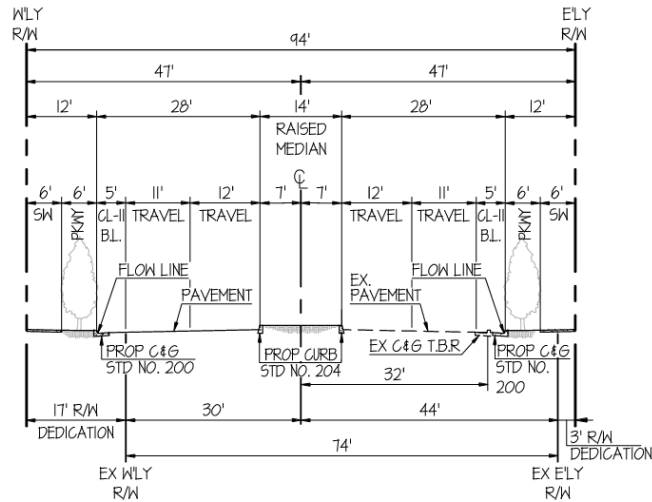 W'LY
R/W
E'LY
R/W
94'
47'
47'
12'
28'
14'
28'
12'
RAISED
MEDIAN
℄
6'
6'
5'
11'
12'
7'
7'
12'
11'
5'
6'
6'
SW
PKWY
CL-II
B.L.
TRAVEL
TRAVEL
TRAVEL
TRAVEL
CL-II
B.L.
PKWY
SW
FLOW LINE
PAVEMENT
EX.
PAVEMENT
FLOW LINE
PROP C&G
STD NO. 200
PROP CURB
STD NO. 204
EX C&G T.B.R
PROP C&G
STD NO.
200
32'
17' R/W
DEDICATION
30'
44'
3' R/W
DEDICATION
74'
EX W'LY
R/W
EX E'LY
R/W